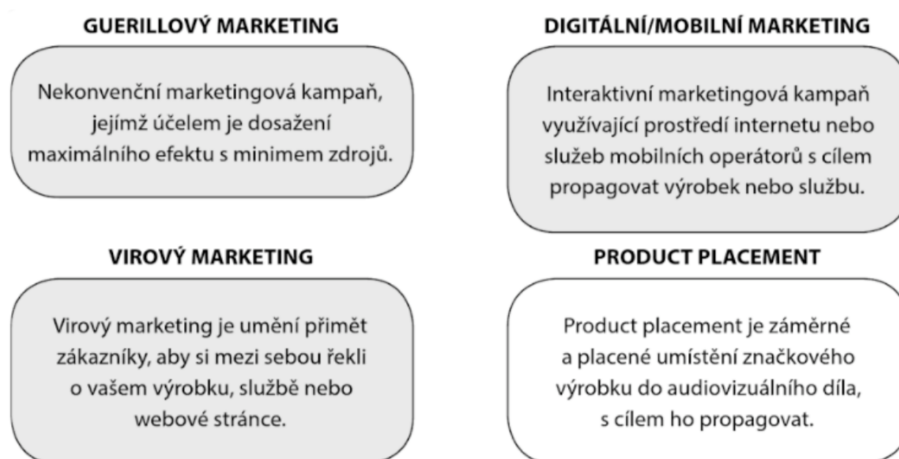 GUERILLOVÝ MARKETING
Nekonvenční marketingová kampaň,
jejímž účelem je dosažení
maximálního efektu s minimem zdrojů.
DIGITÁLNÍ/MOBILNÍ MARKETING
Interaktivní marketingová kampaň
využívající prostředí internetu nebo
služeb mobilních operátorů s cílem
propagovat výrobek nebo službu.
VIROVÝ MARKETING
Virový marketing je umění přimět
zákazníky, aby si mezi sebou řekli
o vašem výrobku, službě nebo
webové stránce.
PRODUCT PLACEMENT
Product placement je záměrné
a placené umístění značkového
výrobku do audiovizuálního díla,
s cílem ho propagovat.